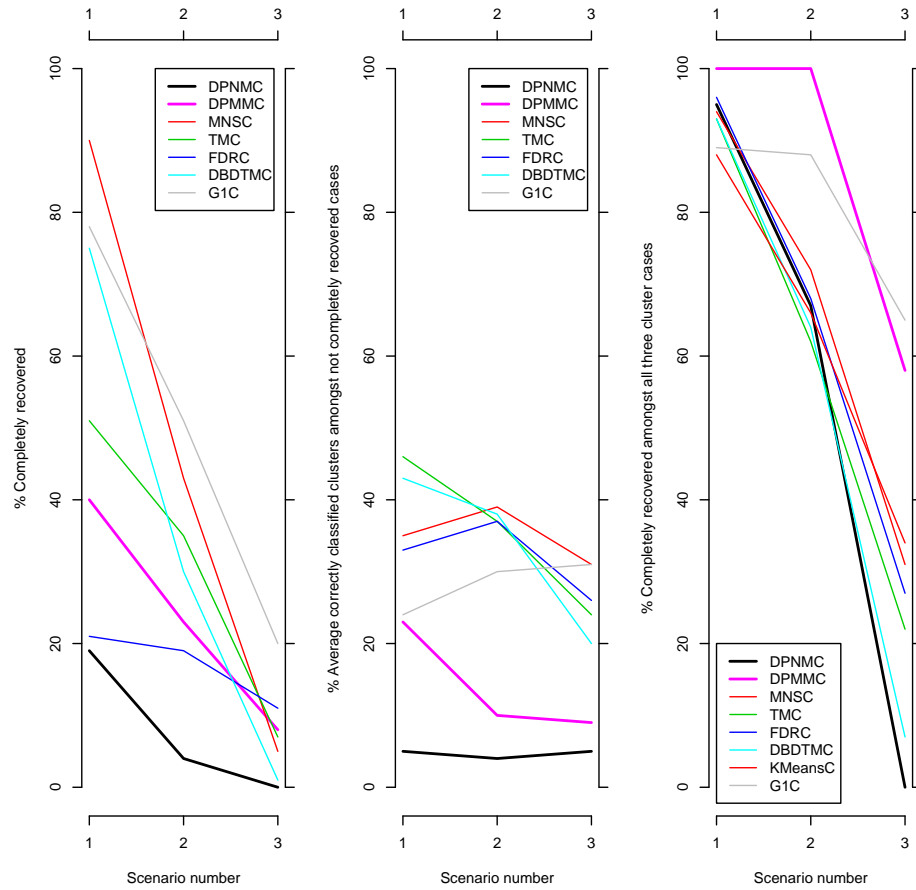 1 2 3
% Completely recovered
100
80
60
40
20
0
DPNMC
DPMMC
MNSC
TMC
FDRC
DBDTMC
G1C
1 2 3
Scenario number
1 2 3
% Average correctly classified clusters amongst not completely recovered cases
100
80
60
40
20
0
DPNMC
DPMMC
MNSC
TMC
FDRC
DBDTMC
G1C
1 2 3
Scenario number
1 2 3
% Completely recovered amongst all three cluster cases
100
80
60
40
20
0
DPNMC
DPMMC
MNSC
TMC
FDRC
DBDTMC
KMeansC
G1C
1 2 3
Scenario number